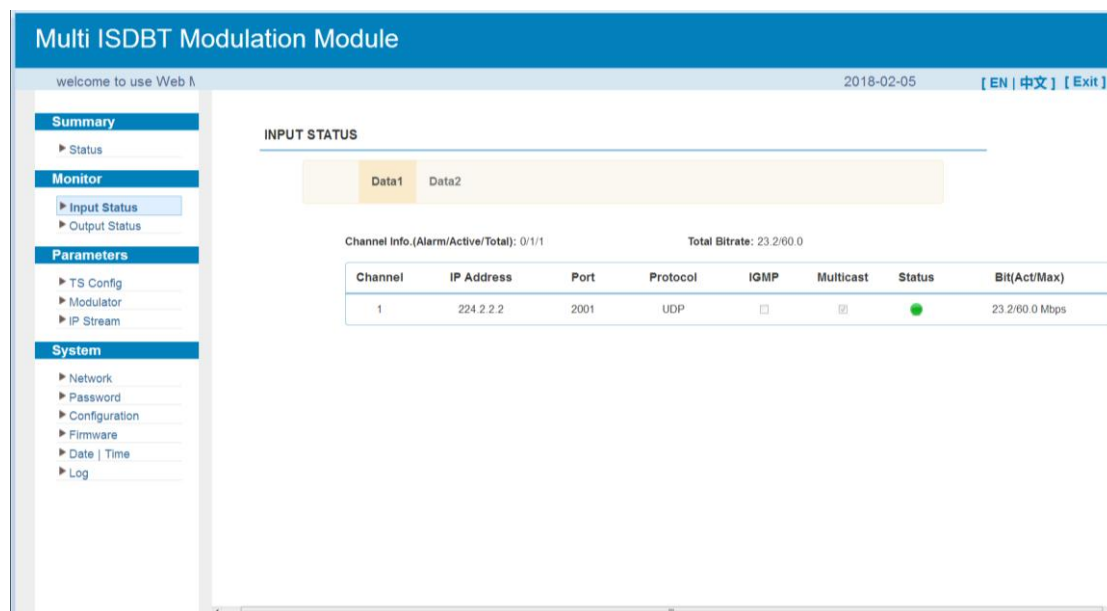 Multi ISDBT Modulation Module
welcome to use Web
2018-02-05 [ EN | 中文 ] [ Exit ]
Summary
Status
Monitor
Input Status
Output Status
Parameters
TS Config
Modulator
IP Stream
System
Network
Password
Configuration
Firmware
Date | Time
Log
INPUT STATUS
Data1 Data2
Channel Info.(Alarm/Active/Total): 0/1/1 Total Bitrate: 23.2/60.0
Channel IP Address Port Protocol IGMP Multicast Status Bit(Act/Max)
1 224.2.2.2 2001 UDP 23.2/60.0 Mbps